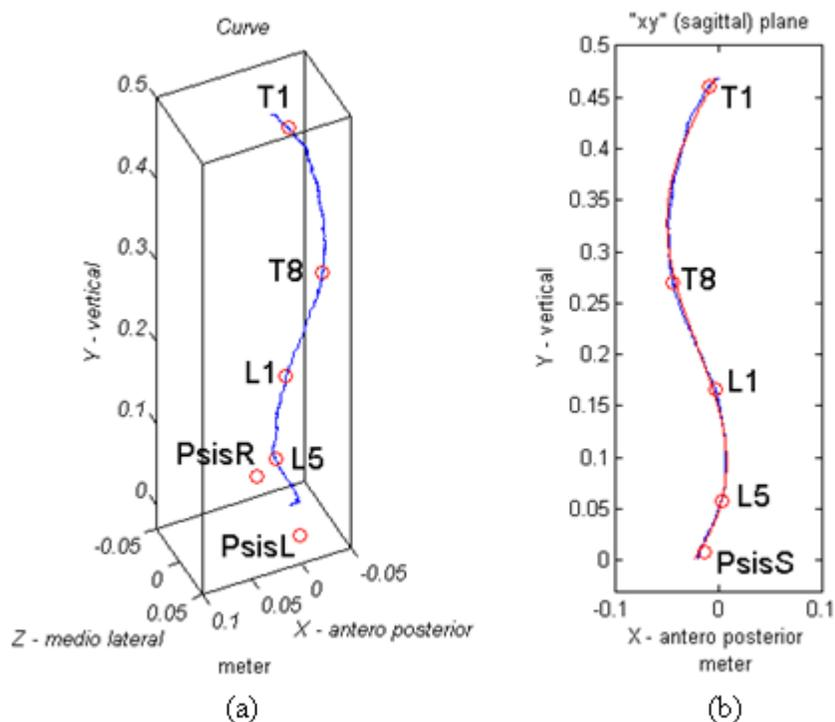 Curve
0.5
0.4
0.3
0.2
0.1
0
Y - vertical
T1
T8
L1
L5
PsisR
PsisL
-0.05
0
0.05
Z - medio lateral
0.1
0.05
0
-0.05
X - antero posterior
meter
(a)
"xy" (sagittal) plane
0.5
0.45
0.4
0.35
0.3
0.25
0.2
0.15
0.1
0.05
0
Y - vertical
T1
T8
L1
L5
PsisS
-0.1
0
0.1
X - antero posterior
meter
(b)